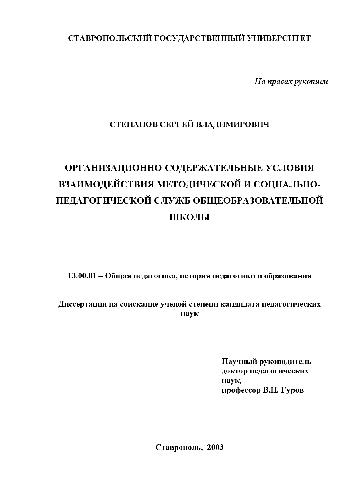 СТАВРОПОЛЬСКИЙ ГОСУДАРСТВЕННЫЙ УНИВЕРСИТЕТ
На правах рукописи
СТЕПАНОВ СЕРГЕЙ ВЛАДИМИРОВИЧ
ОРГАНИЗАЦИОННО СОДЕРЖАТЕЛЬНЫЕ УСЛОВИЯ
ВЗАИМОДЕЙСТВИЯ МЕТОДИЧЕСКОЙ И СОЦИАЛЬНО-
ПЕДАГОГИЧЕСКОЙ СЛУЖБ ОБЩЕОБРАЗОВАТЕЛЬНОЙ
ШКОЛЫ
13.00.01 – Общая педагогика, история педагогики и образования
Диссертация на соискание ученой степени кандидата педагогических
наук
Научный руководитель
доктор педагогических
наук,
профессор В.Н. Гуров
Ставрополь, 2003